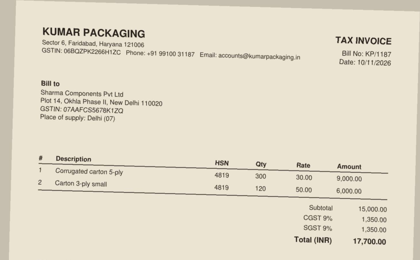 KUMAR PACKAGING
Sector 6, Faridabad, Haryana 121006
GSTIN: 06BQZPK2266H1ZC Phone: +91 99100 31187 Email: accounts@kumarpackaging.in
TAX INVOICE
Bill No: KP/1187
Date: 10/11/2026
Bill to
Sharma Components Pvt Ltd
Plot 14, Okhla Phase II, New Delhi 110020
GSTIN: 07AAFCS5678K1ZQ
Place of supply: Delhi (07)
# Description HSN Qty Rate Amount
1 Corrugated carton 5-ply 4819 300 30.00 9,000.00
2 Carton 3-ply small 4819 120 50.00 6,000.00
Subtotal 15,000.00
CGST 9% 1,350.00
SGST 9% 1,350.00
Total (INR) 17,700.00